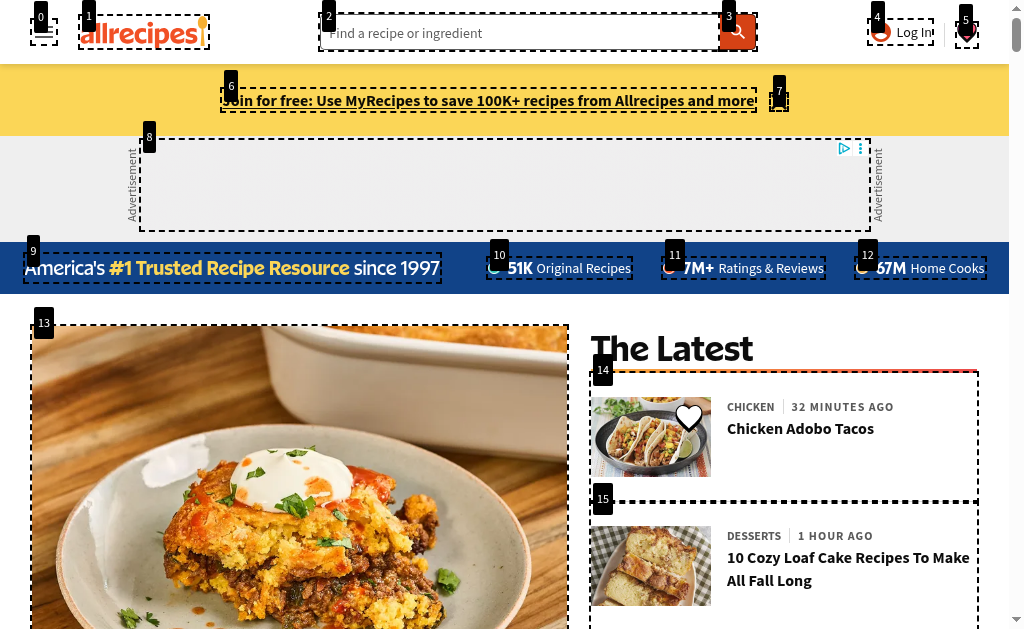 0
1
2
3
4
5
allrecipes
Find a recipe or ingredient
Log In
6
7
Join for free: Use MyRecipes to save 100K+ recipes from Allrecipes and more
8
Advertisement
Advertisement
9
10
11
12
America's #1 Trusted Recipe Resource since 1997
51K Original Recipes
7M+ Ratings & Reviews
67M Home Cooks
13
The Latest
14
CHICKEN
32 MINUTES AGO
Chicken Adobo Tacos
15
DESSERTS
1 HOUR AGO
10 Cozy Loaf Cake Recipes To Make
All Fall Long